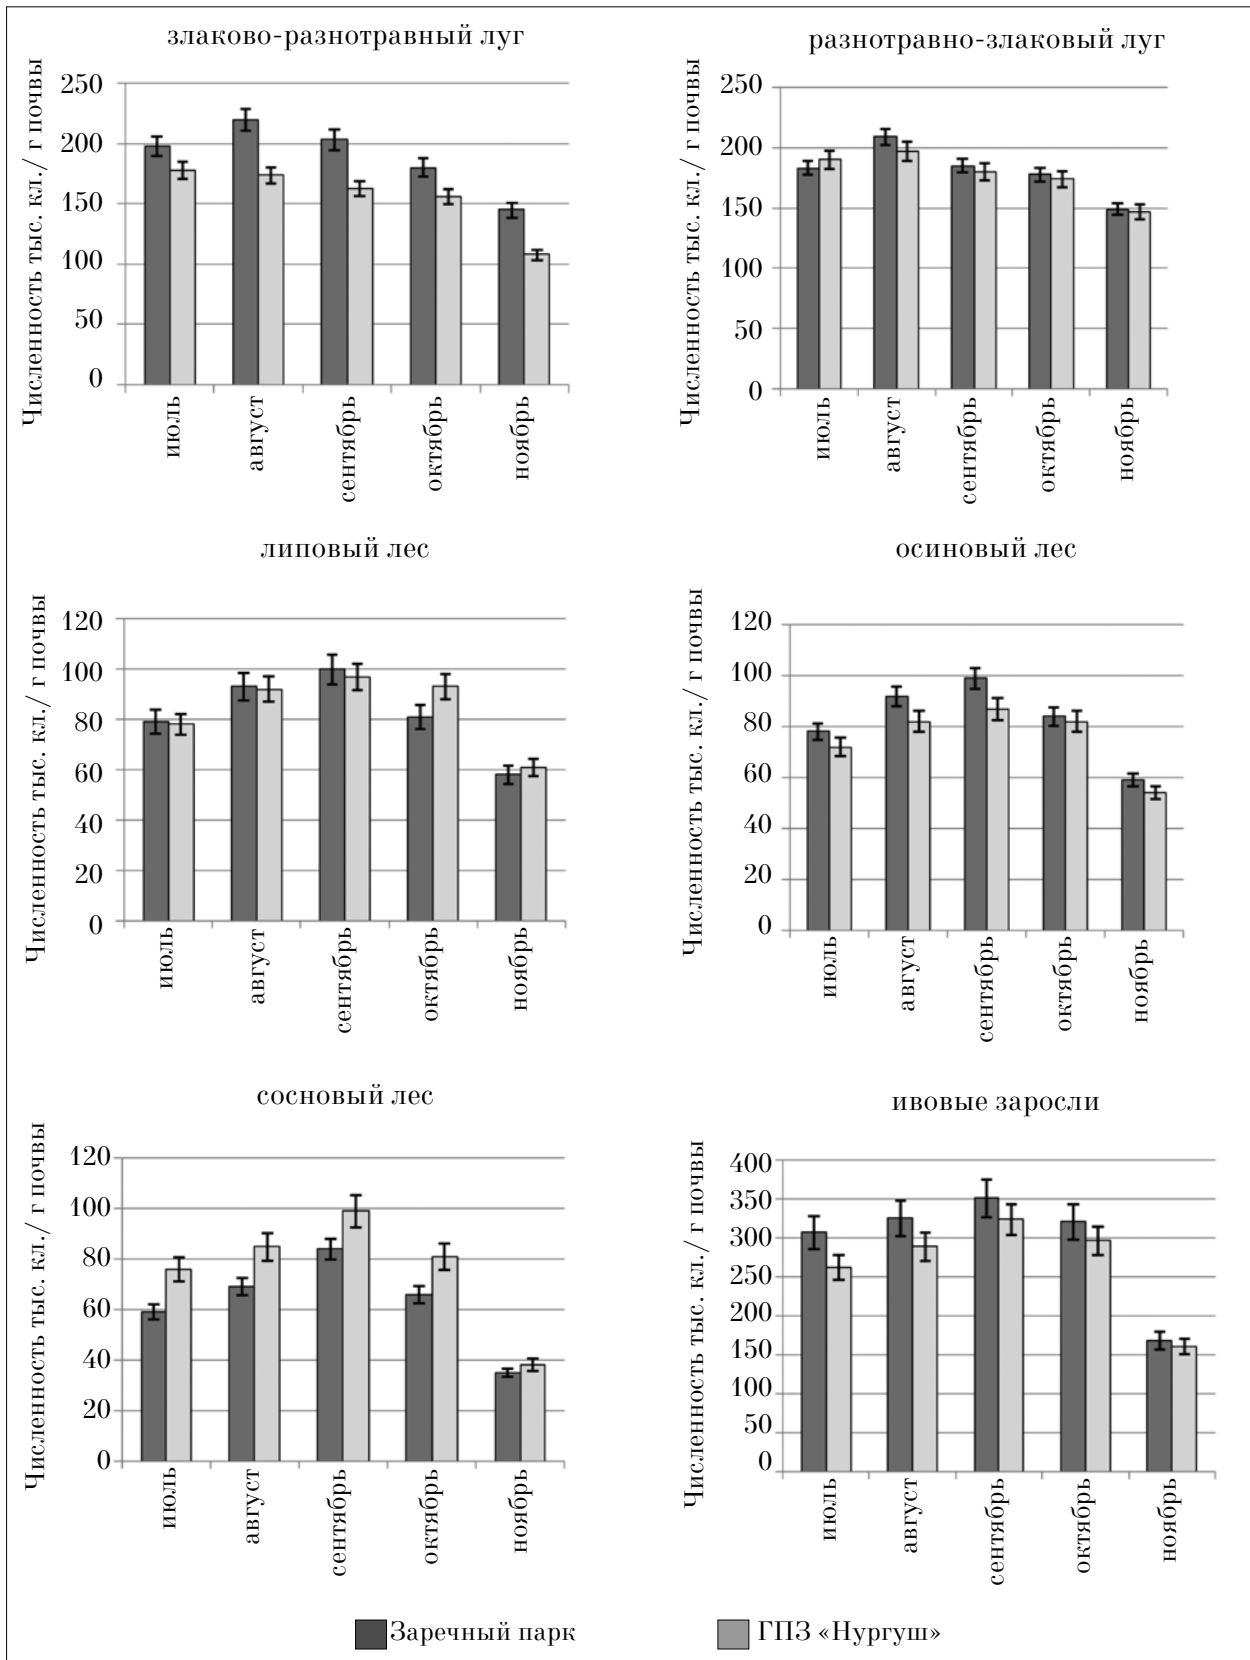 злаково-разнотравный луг
Численность тыс. кл./ г почвы
250
200
150
100
50
0
июль
август
сентябрь
октябрь
ноябрь
разнотравно-злаковый луг
Численность тыс. кл./ г почвы
250
200
150
100
50
0
июль
август
сентябрь
октябрь
ноябрь
липовый лес
Численность тыс. кл./ г почвы
120
100
80
60
40
20
0
июль
август
сентябрь
октябрь
ноябрь
осиновый лес
Численность тыс. кл./ г почвы
120
100
80
60
40
20
0
июль
август
сентябрь
октябрь
ноябрь
сосновый лес
Численность тыс. кл./ г почвы
120
100
80
60
40
20
0
июль
август
сентябрь
октябрь
ноябрь
ивовые заросли
Численность тыс. кл./ г почвы
400
350
300
250
200
150
100
50
0
июль
август
сентябрь
октябрь
ноябрь
Заречный парк
ГПЗ «Нургуш»